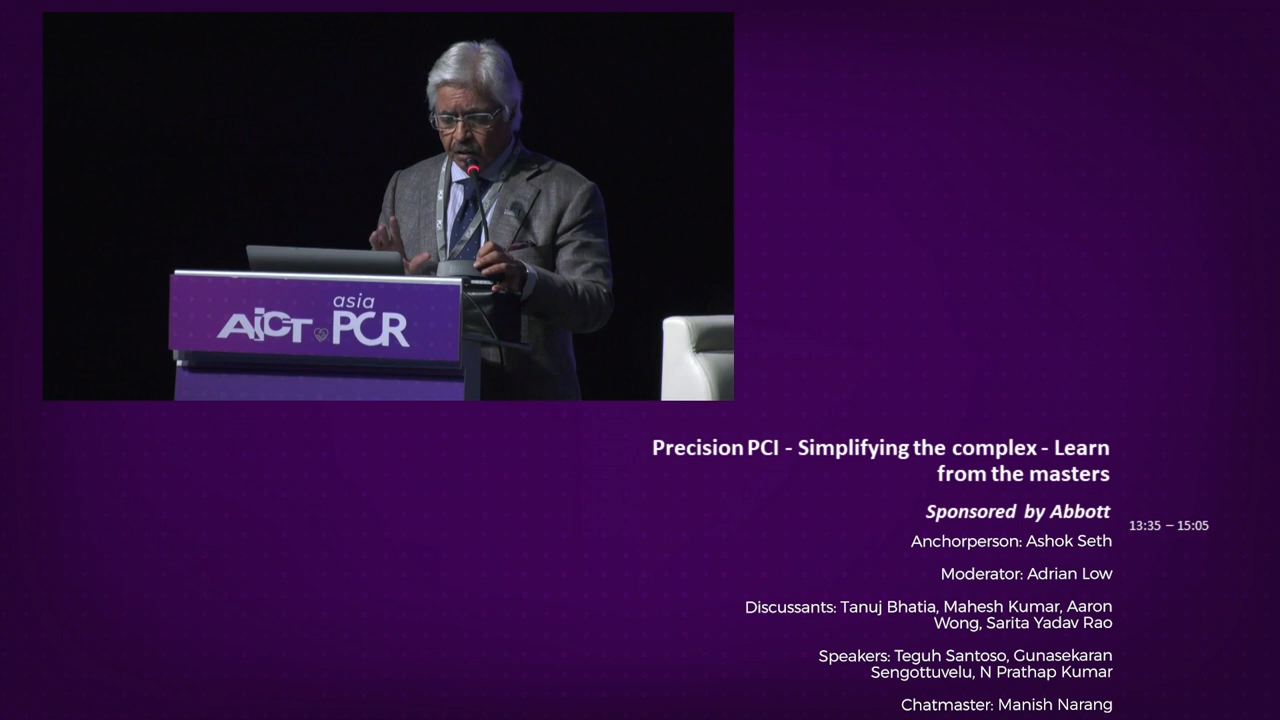 asia
AICT PCR
Precision PCI - Simplifying the complex - Learn
from the masters
Sponsored by Abbott
13:35 – 15:05
Anchorperson: Ashok Seth
Moderator: Adrian Low
Discussants: Tanuj Bhatia, Mahesh Kumar, Aaron
Wong, Sarita Yadav Rao
Speakers: Teguh Santoso, Gunasekaran
Sengottuvelu, N Prathap Kumar
Chatmaster: Manish Narang